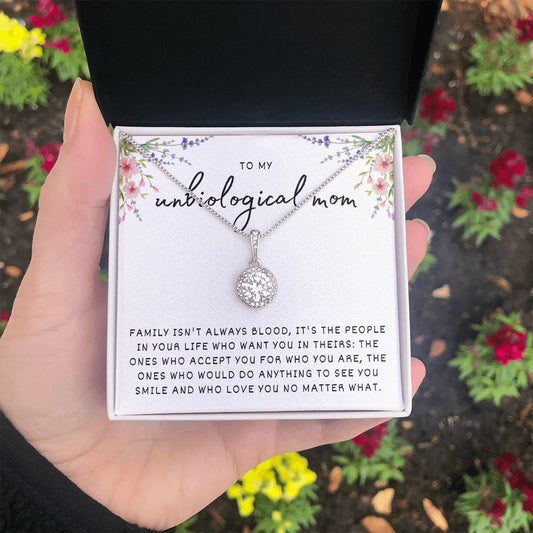 TO MY
unbiological mom
FAMILY ISN'T ALWAYS BLOOD, IT'S THE PEOPLE
IN YOUR LIFE WHO WANT YOU IN THEIRS: THE
ONES WHO ACCEPT YOU FOR WHO YOU ARE, THE
ONES WHO WOULD DO ANYTHING TO SEE YOU
SMILE AND WHO LOVE YOU NO MATTER WHAT.